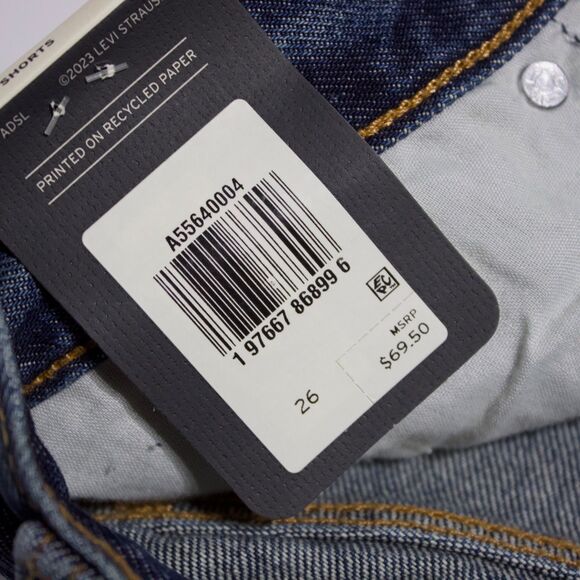 SHORTS
©2023 LEVI STRAUSS
ADSL
PRINTED ON RECYCLED PAPER
A55640004
1 97667 86899 6
26
MSRP
$69.50